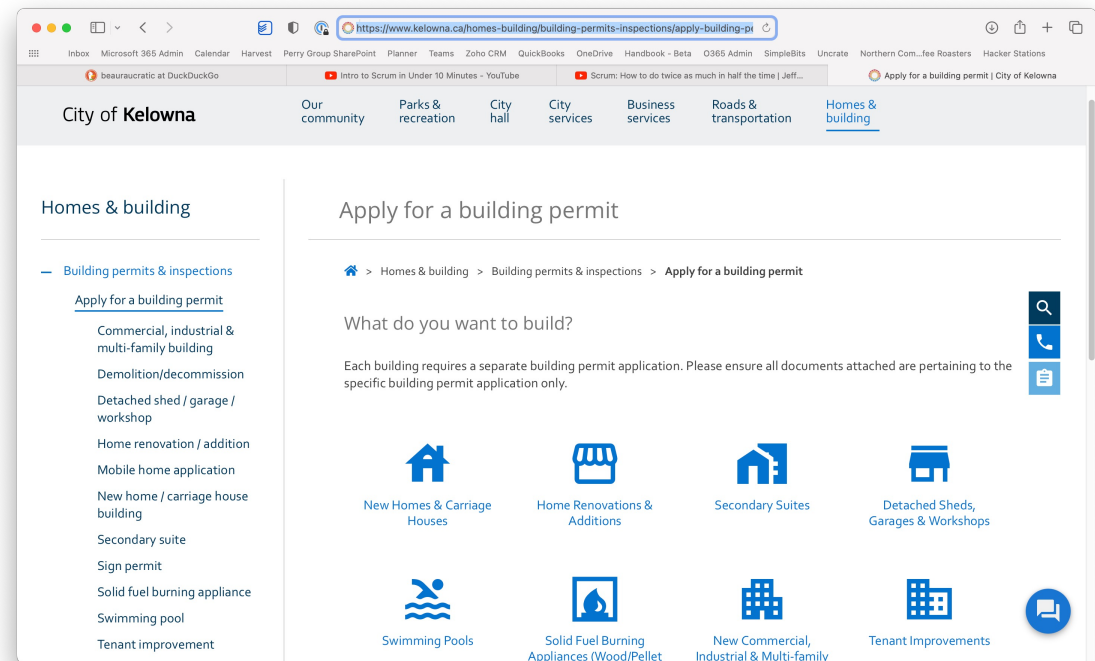 https://www.kelowna.ca/homes-building/building-permits-inspections/apply-building-pe
Inbox Microsoft 365 Admin Calendar Harvest Perry Group SharePoint Planner Teams Zoho CRM QuickBooks OneDrive Handbook - Beta O365 Admin SimpleBits Uncrate Northern Com...fee Roasters Hacker Stations
beauraucratic at DuckDuckGo
Intro to Scrum in Under 10 Minutes - YouTube
Scrum: How to do twice as much in half the time | Jeff...
Apply for a building permit | City of Kelowna
City of Kelowna
Our
community
Parks &
recreation
City
hall
City
services
Business
services
Roads &
transportation
Homes &
building
Homes & building
Building permits & inspections
Apply for a building permit
Commercial, industrial &
multi-family building
Demolition/decommission
Detached shed / garage /
workshop
Home renovation / addition
Mobile home application
New home / carriage house
building
Secondary suite
Sign permit
Solid fuel burning appliance
Swimming pool
Tenant improvement
Apply for a building permit
> Homes & building > Building permits & inspections > Apply for a building permit
What do you want to build?
Each building requires a separate building permit application. Please ensure all documents attached are pertaining to the
specific building permit application only.
New Homes & Carriage
Houses
Home Renovations &
Additions
Secondary Suites
Detached Sheds,
Garages & Workshops
Swimming Pools
Solid Fuel Burning
Appliances (Wood/Pellet
New Commercial,
Industrial & Multi-family
Tenant Improvements